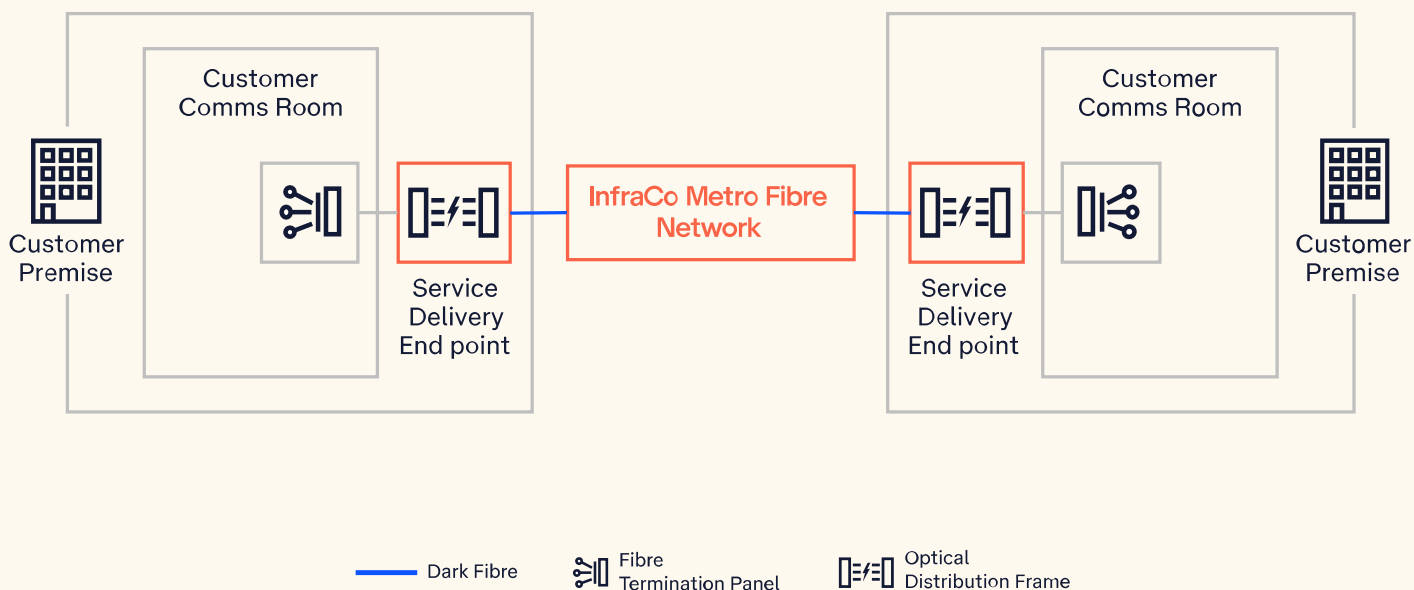 Customer
Comms Room
Customer
Premise
Service
Delivery
End point
InfraCo Metro Fibre
Network
Service
Delivery
End point
Customer
Comms Room
Customer
Premise
Dark Fibre
Fibre
Termination Panel
Optical
Distribution Frame